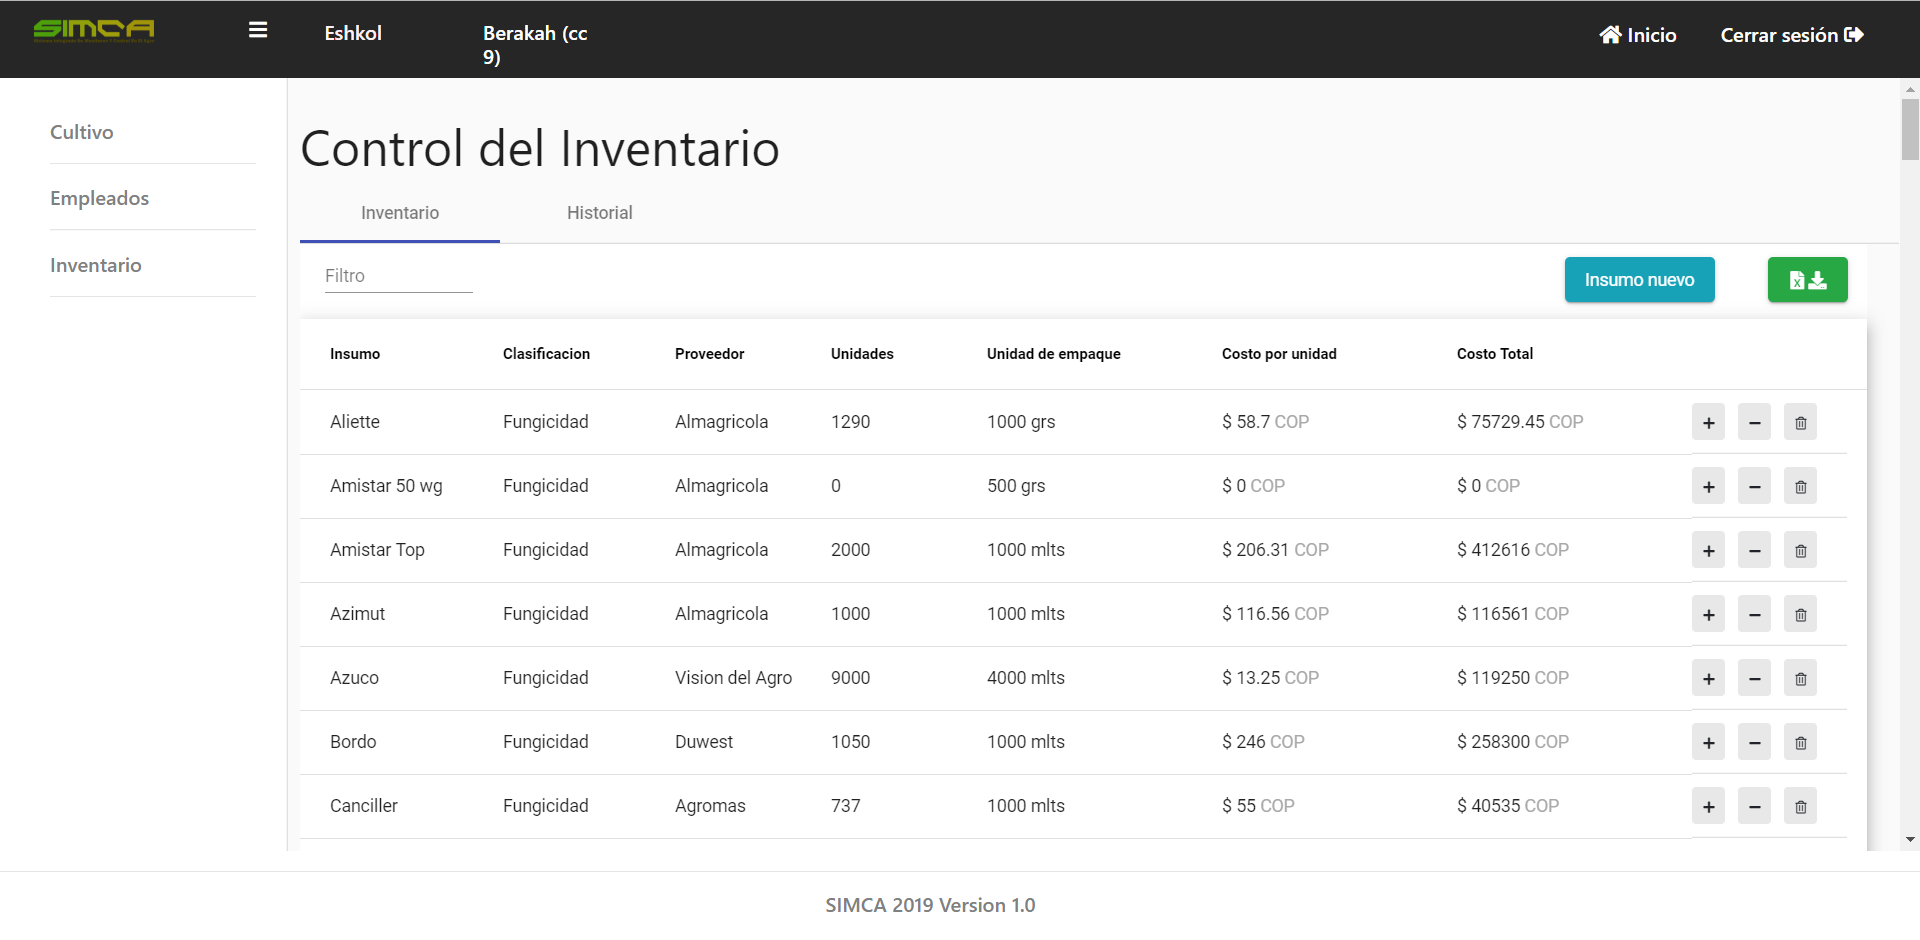 SIMCA
Eshkol
Berakah (cc
9)
Inicio
Cerrar sesión
Cultivo
Empleados
Inventario
Control del Inventario
Inventario Historial
Filtro
Insumo nuevo
Insumo Clasificacion Proveedor Unidades Unidad de empaque Costo por unidad Costo Total
Aliette Fungicidad Almagricola 1290 1000 grs $ 58.7 COP $ 75729.45 COP
Amistar 50 wg Fungicidad Almagricola 0 500 grs $ 0 COP $ 0 COP
Amistar Top Fungicidad Almagricola 2000 1000 mlts $ 206.31 COP $ 412616 COP
Azimut Fungicidad Almagricola 1000 1000 mlts $ 116.56 COP $ 116561 COP
Azuco Fungicidad Vision del Agro 9000 4000 mlts $ 13.25 COP $ 119250 COP
Bordo Fungicidad Duwest 1050 1000 mlts $ 246 COP $ 258300 COP
Canciller Fungicidad Agromas 737 1000 mlts $ 55 COP $ 40535 COP
SIMCA 2019 Version 1.0